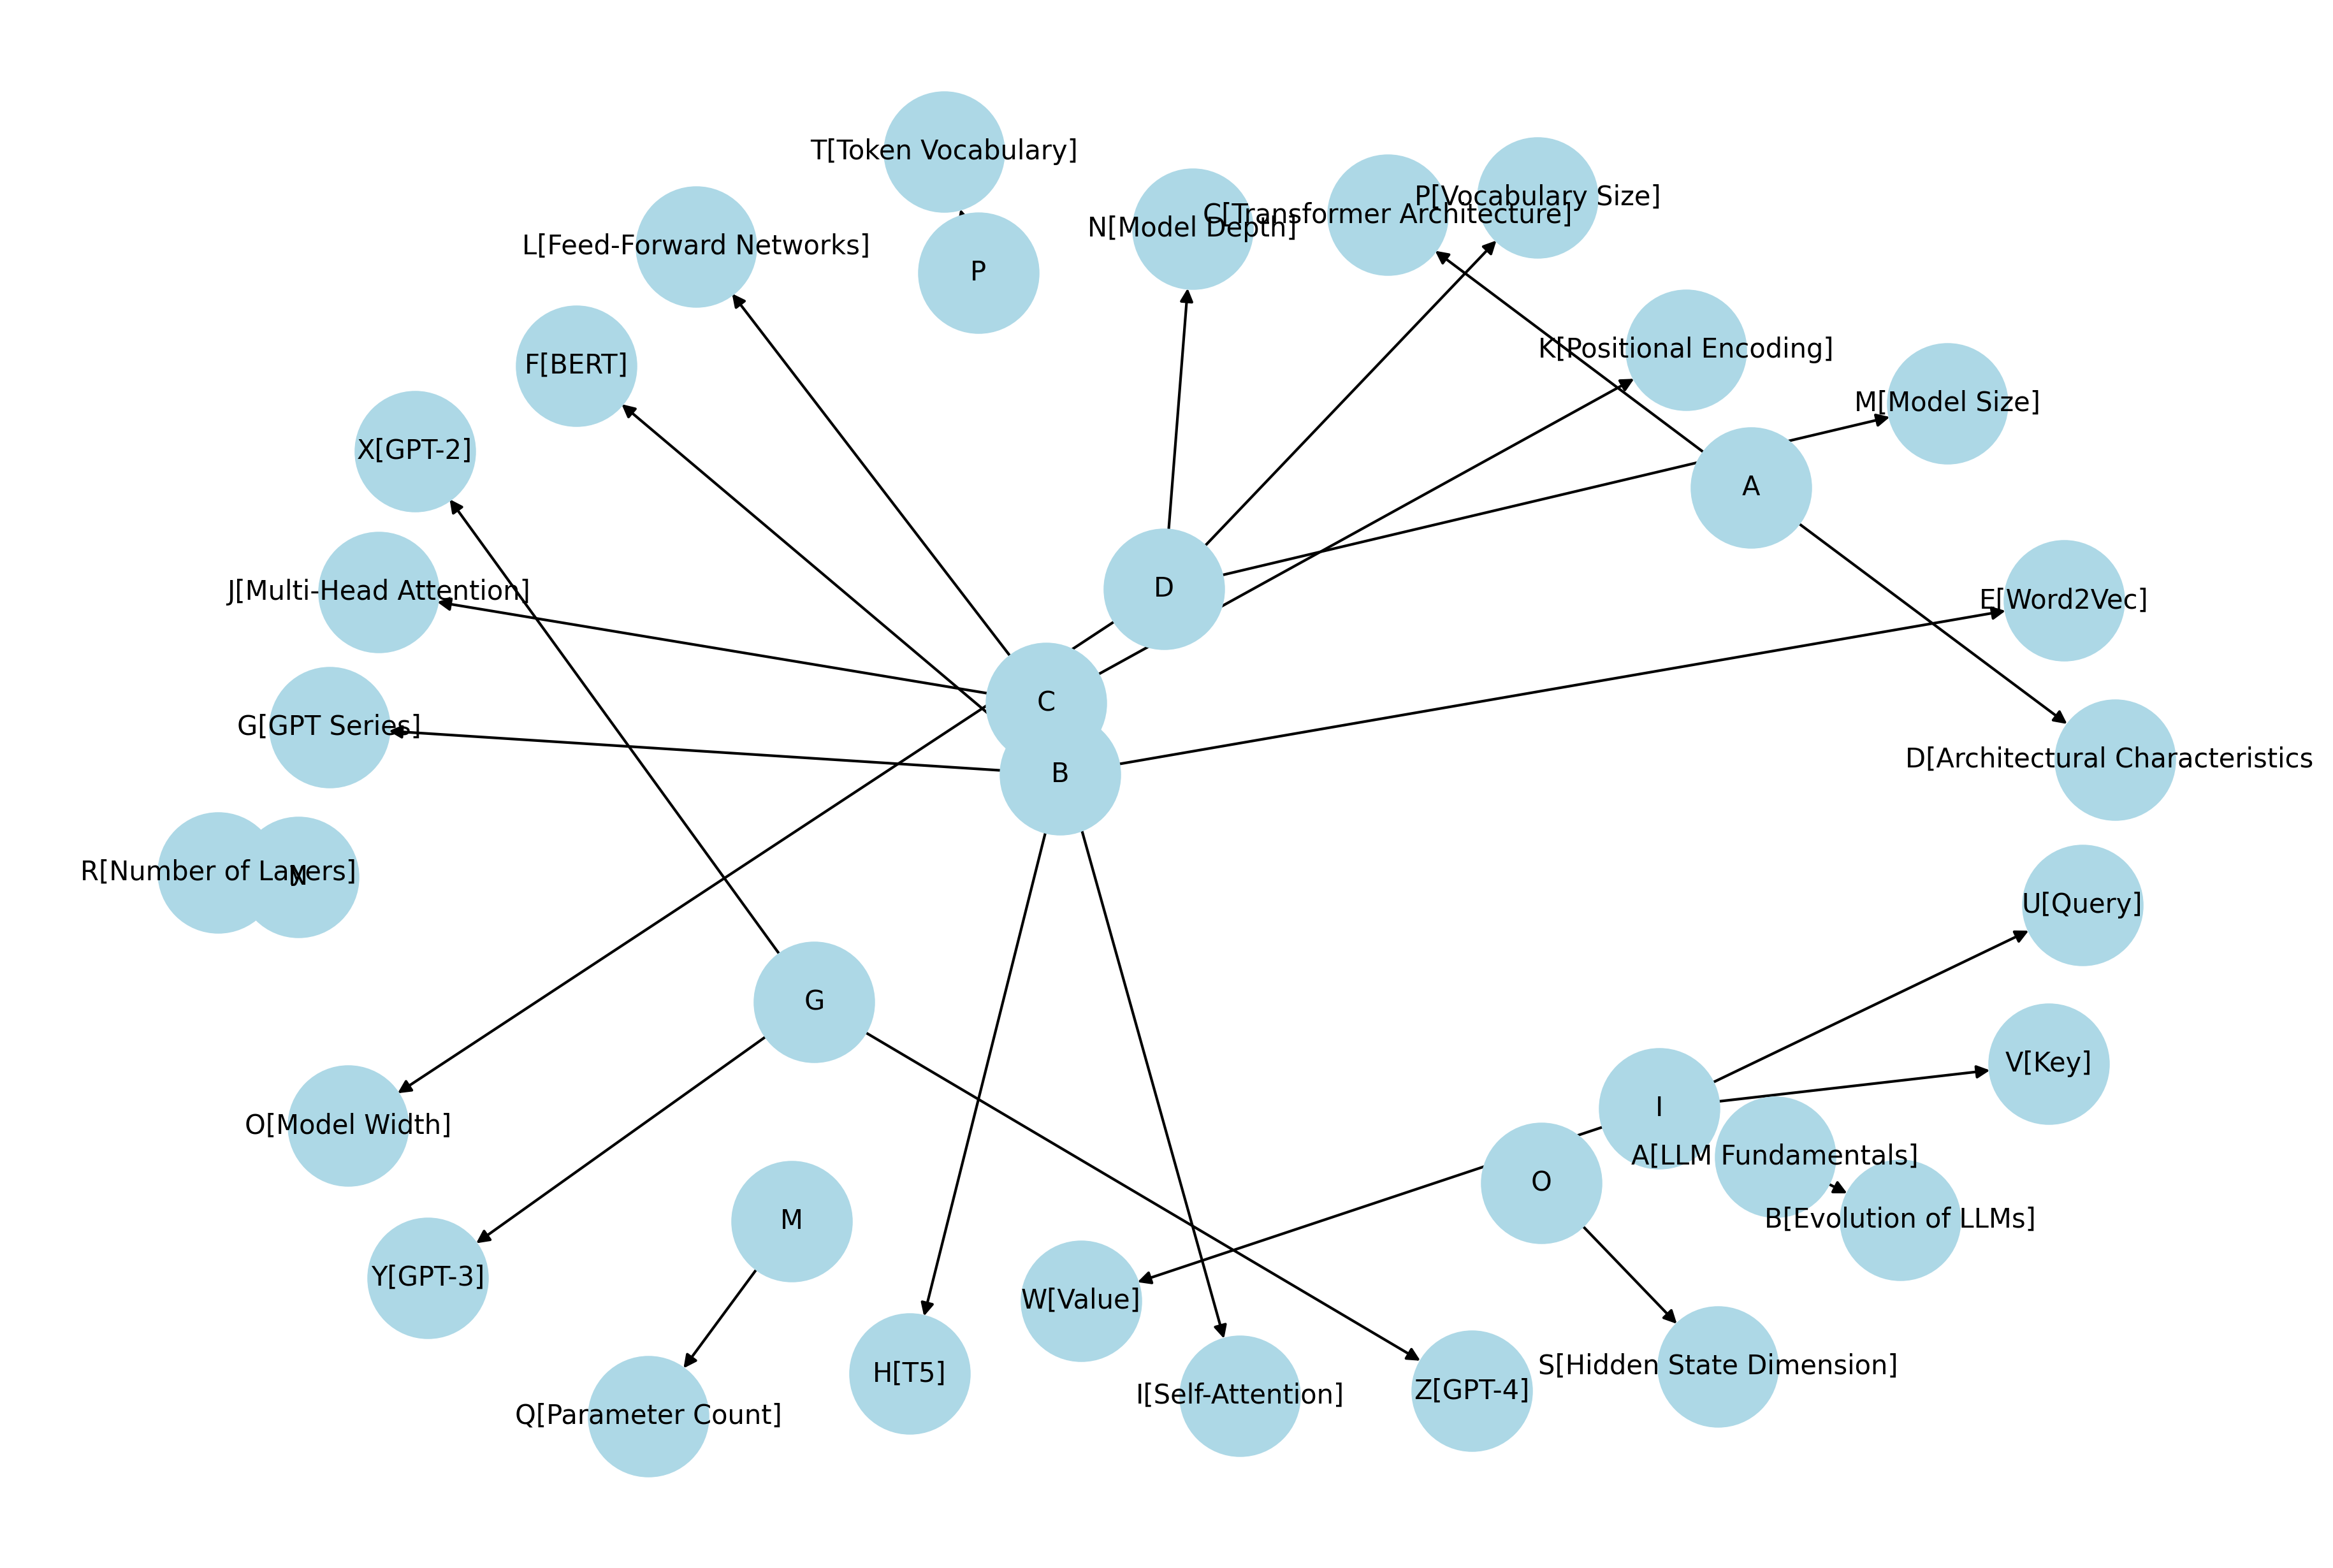 T[Token Vocabulary]
P[Vocabulary Size]
C[Transformer Architecture]
N[Model Depth]
L[Feed-Forward Networks]
P
K[Positional Encoding]
F[BERT]
M[Model Size]
X[GPT-2]
A
D
J[Multi-Head Attention]
E[Word2Vec]
C
G[GPT Series]
D[Architectural Characteristics
B
R[Number of Layers]
N
U[Query]
G
V[Key]
I
O[Model Width]
A[LLM Fundamentals]
O
B[Evolution of LLMs]
M
Y[GPT-3]
W[Value]
S[Hidden State Dimension]
H[T5]
Z[GPT-4]
I[Self-Attention]
Q[Parameter Count]